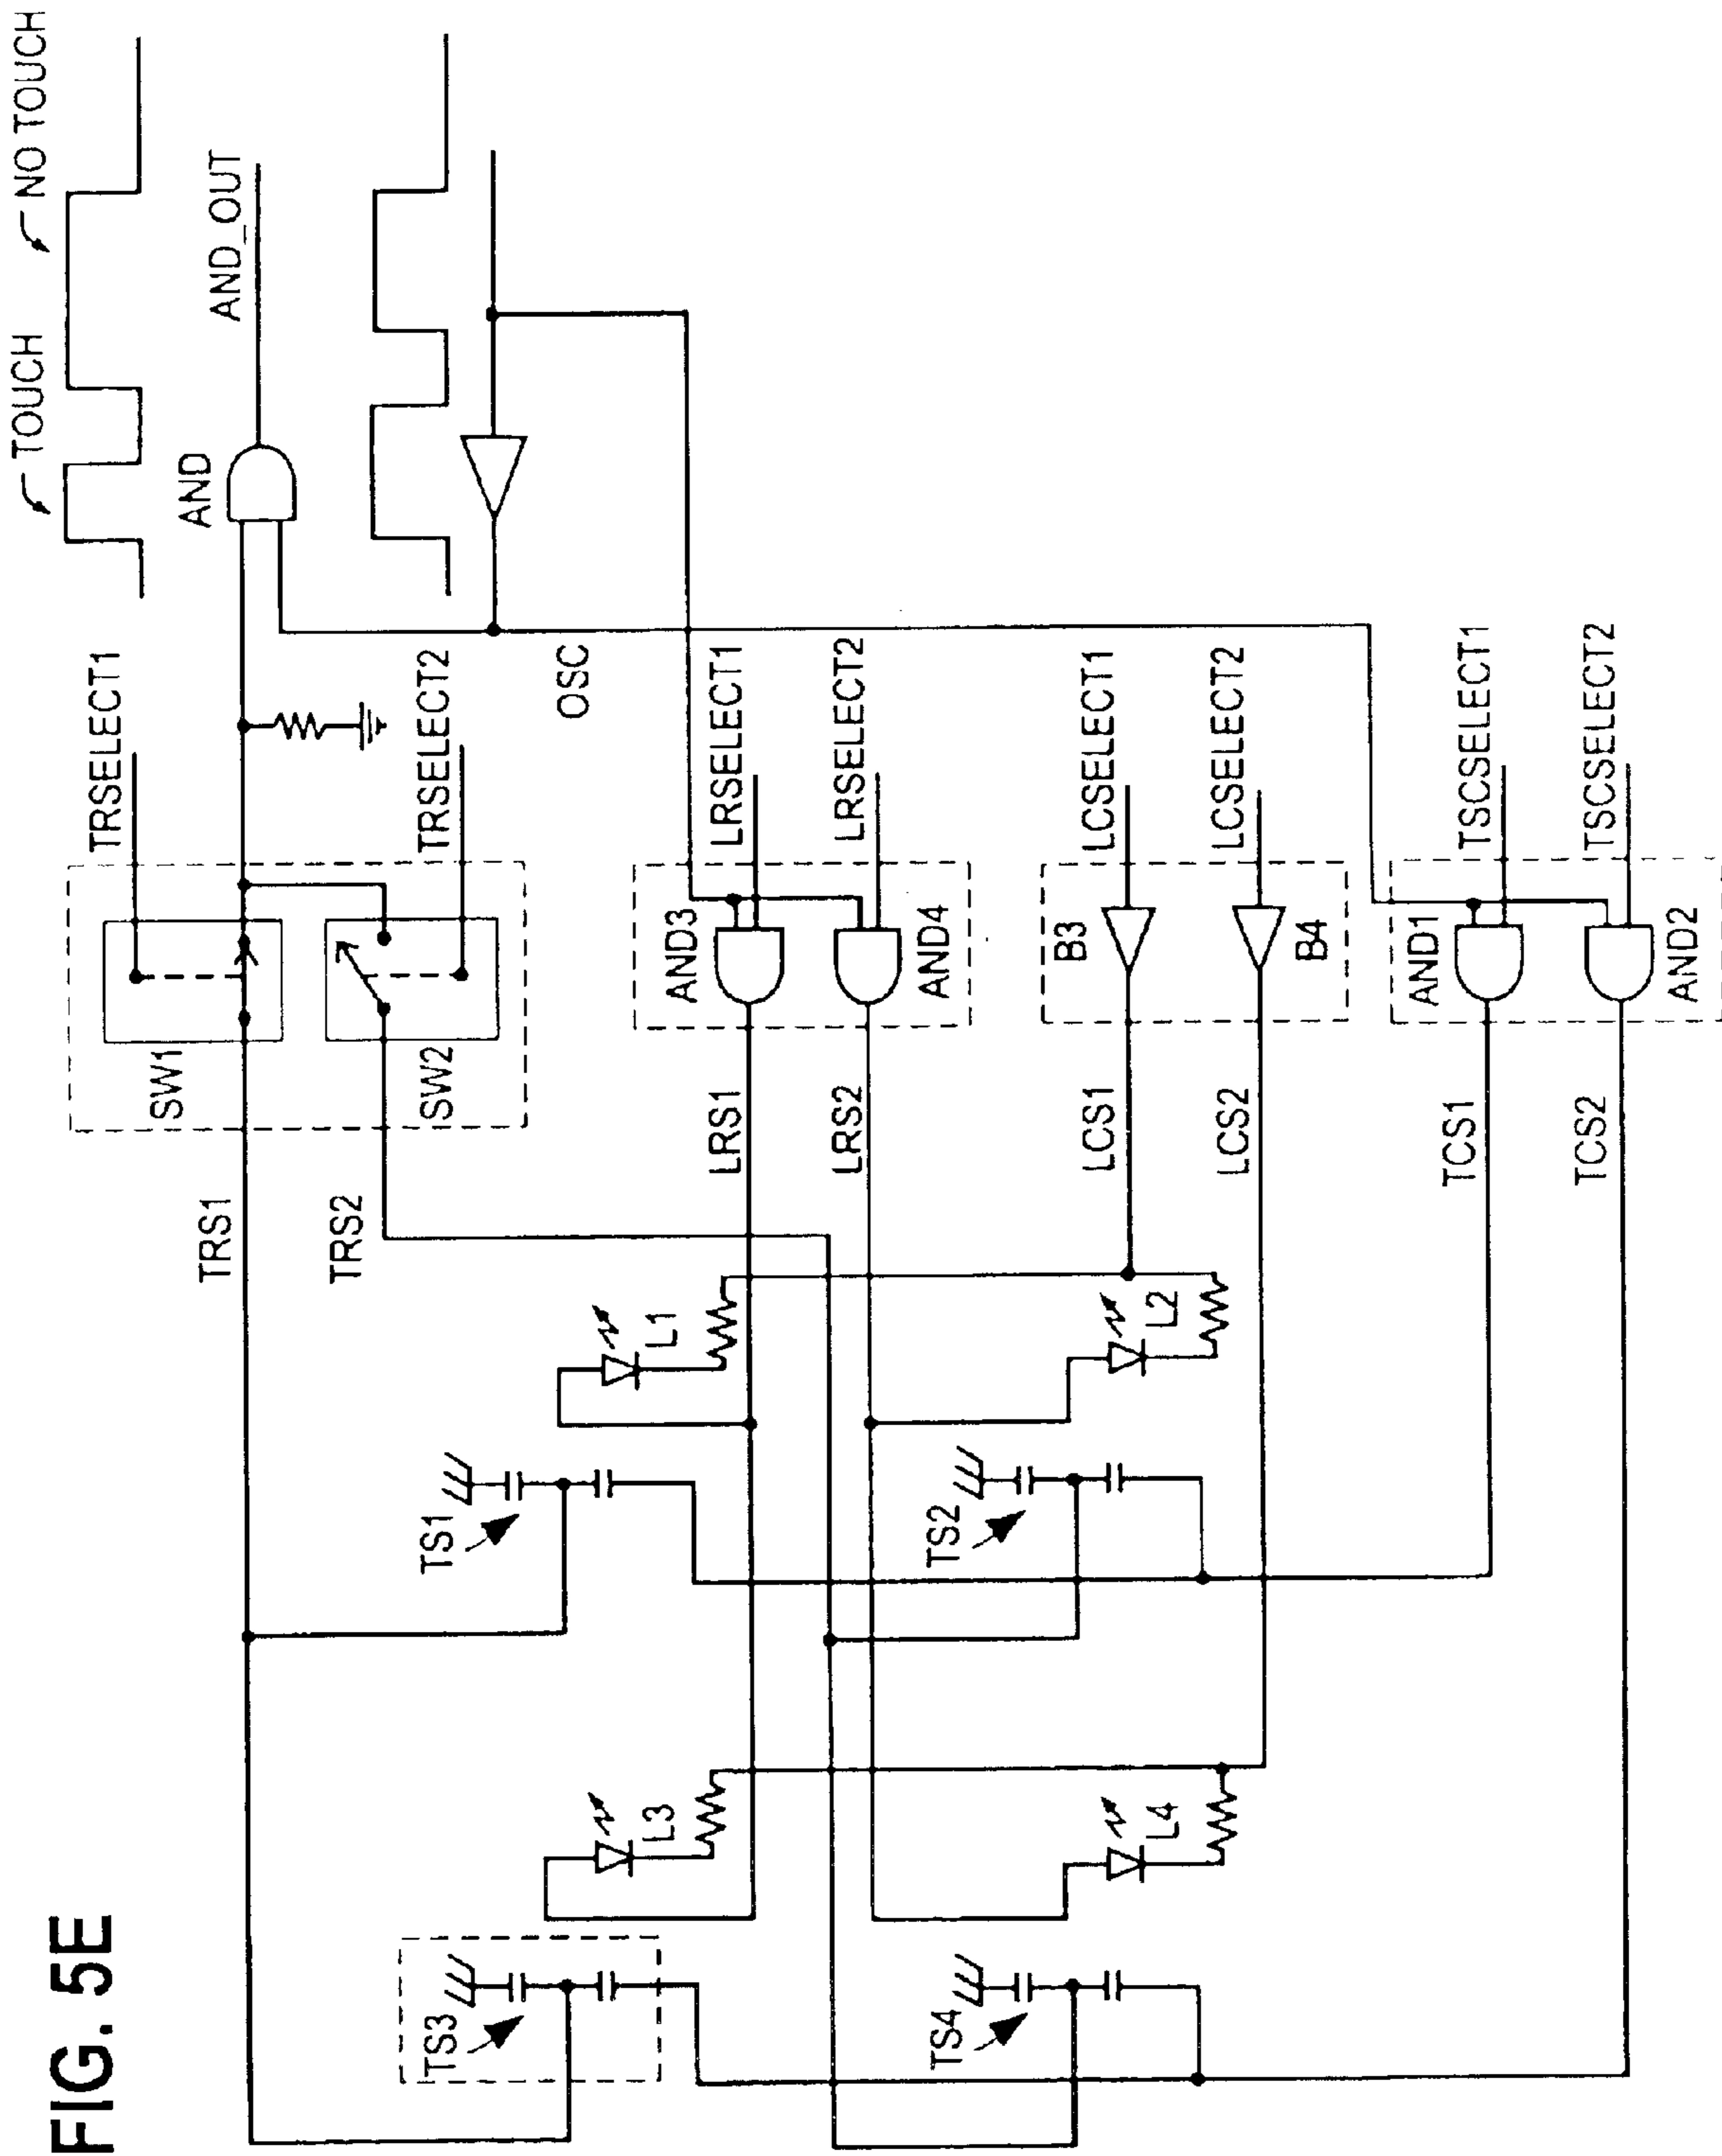 FIG. 5E
TOUCH
NO TOUCH
AND
AND_OUT
TRSELECT1
TRSELECT2
SW1
SW2
TRS1
TRS2
OSC
LRSELECT1
LRSELECT2
AND3
AND4
LRS1
LRS2
LCSELECT1
LCSELECT2
B3
B4
LCS1
LCS2
TSCSELECT1
TSCSELECT2
AND1
AND2
TCS1
TCS2
L1
L2
TS1
TS2
L3
L4
TS3
TS4